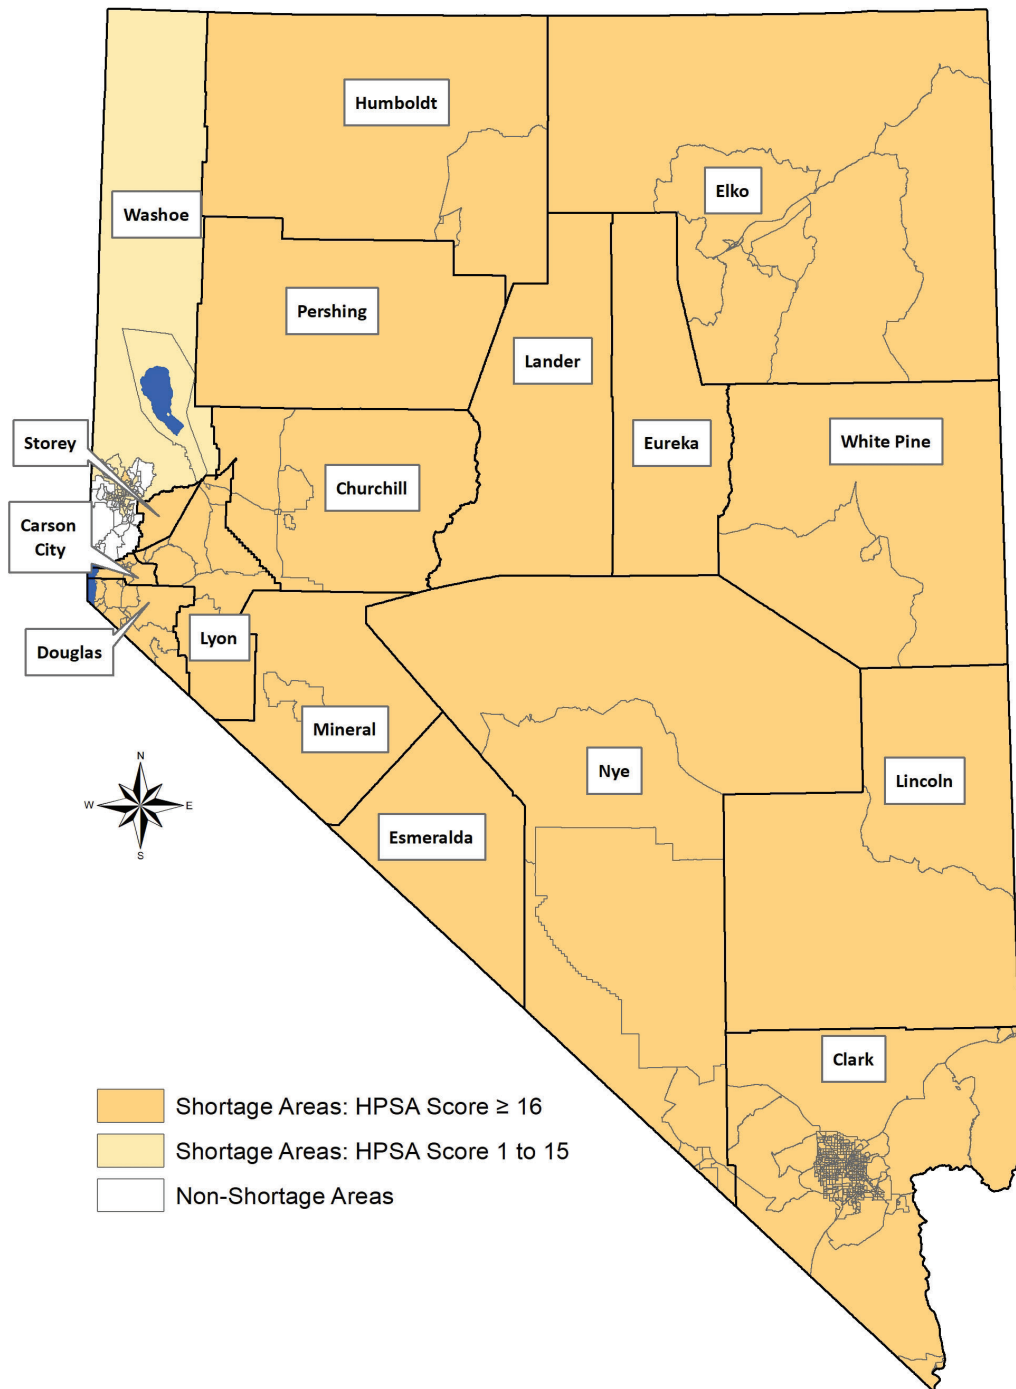 Humboldt
Elko
Washoe
Pershing
Lander
Storey
Eureka
White Pine
Churchill
Carson
City
Lyon
Douglas
Mineral
Nye
Lincoln
N
W
E
S
Esmeralda
Clark
Shortage Areas: HPSA Score ≥ 16
Shortage Areas: HPSA Score 1 to 15
Non-Shortage Areas